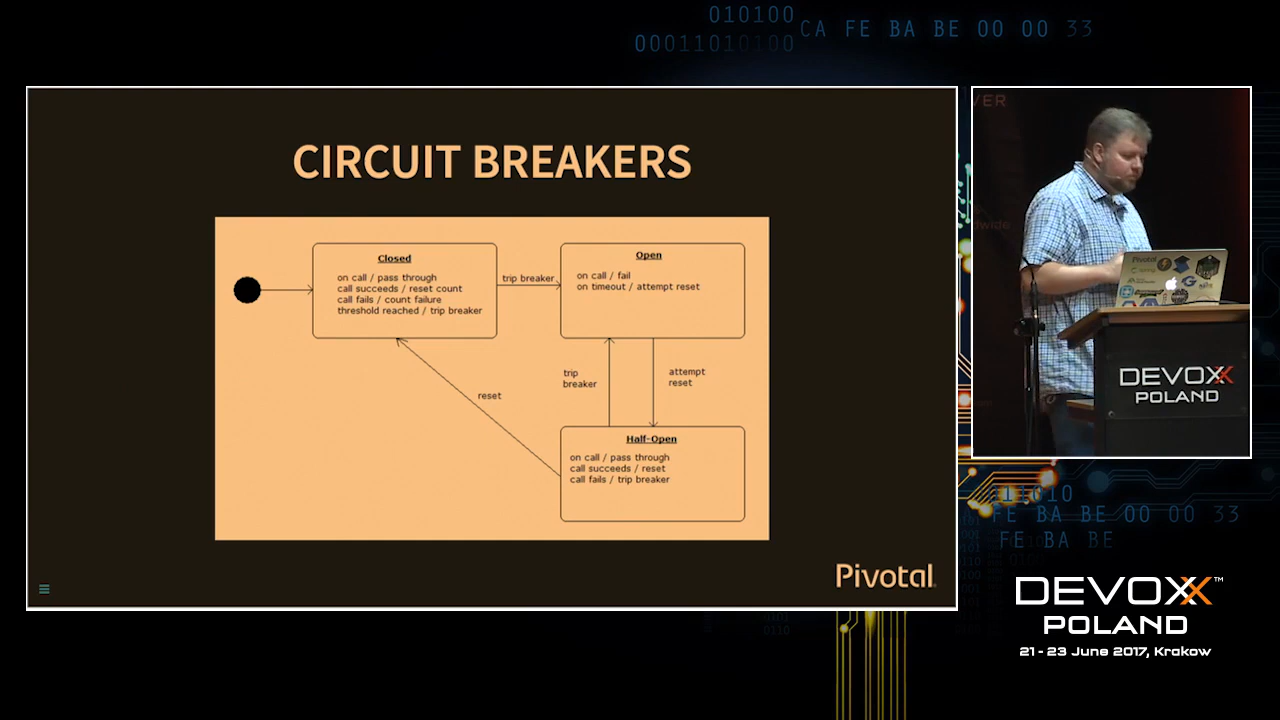 010100
00011010100
CA FE BA BE 00 00 33
CIRCUIT BREAKERS
Closed
on call / pass through
call succeeds / reset count
call fails / count failure
threshold reached / trip breaker
trip breaker
Open
on call / fail
on timeout / attempt reset
trip
breaker
attempt
reset
reset
Half-Open
on call / pass through
call succeeds / reset
call fails / trip breaker
Pivotal
VER
Pivotal
DEVOXX
POLAND
FE BA BE 00 00 33
FE BA BE
DEVOXX™
POLAND
21 - 23 June 2017, Krakow